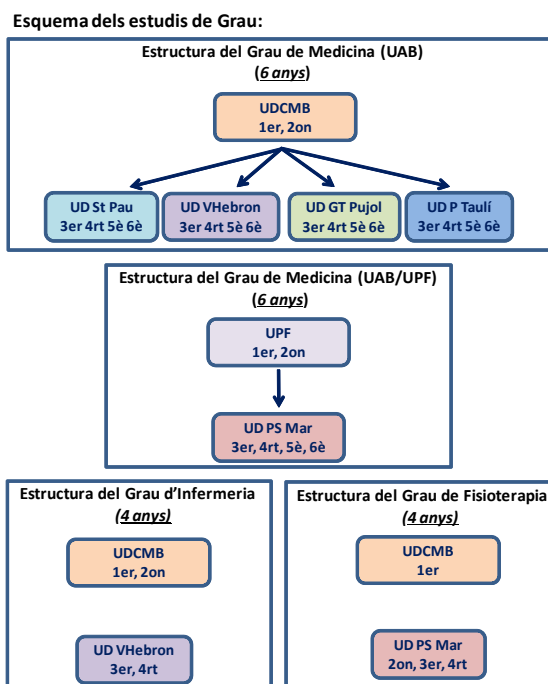 Esquema dels estudis de Grau:
Estructura del Grau de Medicina (UAB)
(6 anys)
UDCMB
1er, 2on
UD St Pau
3er 4rt 5è 6è
UD VHebron
3er 4rt 5è 6è
UD GT Pujol
3er 4rt 5è 6è
UD P Taulí
3er 4rt 5è 6è
Estructura del Grau de Medicina (UAB/UPF)
(6 anys)
UPF
1er, 2on
UD PS Mar
3er, 4rt, 5è, 6è
Estructura del Grau d’Infermeria
(4 anys)
UDCMB
1er, 2on
UD VHebron
3er, 4rt
Estructura del Grau de Fisioterapia
(4 anys)
UDCMB
1er
UD PS Mar
2on, 3er, 4rt